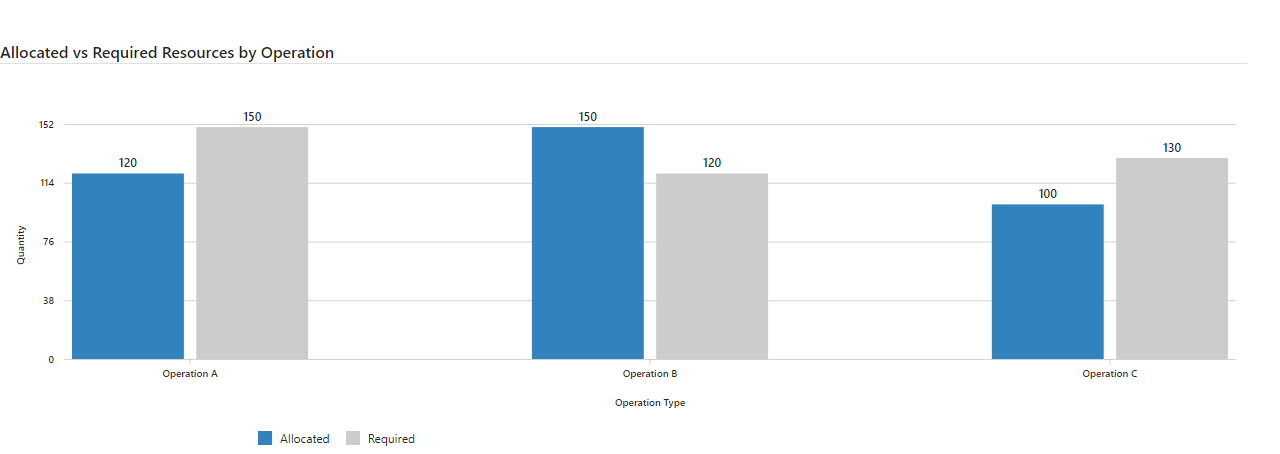 Allocated vs Required Resources by Operation
150
150
152
130
120
120
114
100
Quantity
76
38
0
Operation A
Operation B
Operation C
Operation Type
Allocated
Required